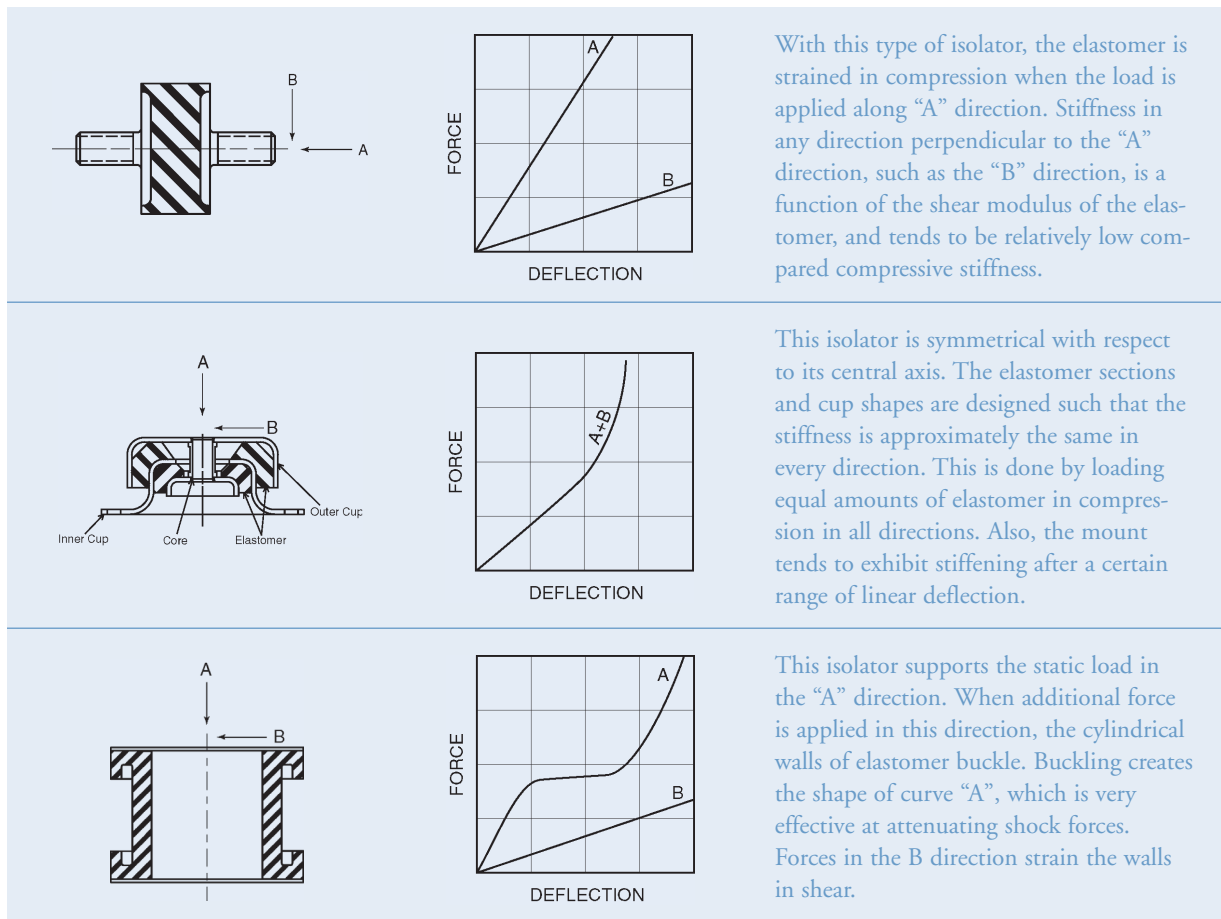 B
A
FORCE
A
B
DEFLECTION
With this type of isolator, the elastomer is
strained in compression when the load is
applied along “A” direction. Stiffness in
any direction perpendicular to the “A”
direction, such as the “B” direction, is a
function of the shear modulus of the elas-
tomer, and tends to be relatively low com-
pared compressive stiffness.
A
B
Outer Cup
Inner Cup
Core
Elastomer
FORCE
A+B
DEFLECTION
This isolator is symmetrical with respect
to its central axis. The elastomer sections
and cup shapes are designed such that the
stiffness is approximately the same in
every direction. This is done by loading
equal amounts of elastomer in compres-
sion in all directions. Also, the mount
tends to exhibit stiffening after a certain
range of linear deflection.
A
B
FORCE
A
B
DEFLECTION
This isolator supports the static load in
the “A” direction. When additional force
is applied in this direction, the cylindrical
walls of elastomer buckle. Buckling creates
the shape of curve “A”, which is very
effective at attenuating shock forces.
Forces in the B direction strain the walls
in shear.